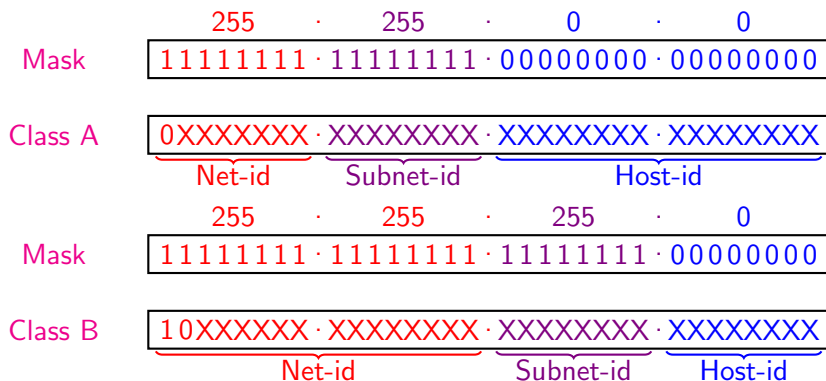 255 · 255 · 0 · 0
Mask 11111111 · 11111111 · 00000000 · 00000000
Class A 0XXXXXXX · XXXXXXXX · XXXXXXXX · XXXXXXXX
Net-id Subnet-id Host-id
255 · 255 · 255 · 0
Mask 11111111 · 11111111 · 11111111 · 00000000
Class B 10XXXXXX · XXXXXXXX · XXXXXXXX · XXXXXXXX
Net-id Subnet-id Host-id